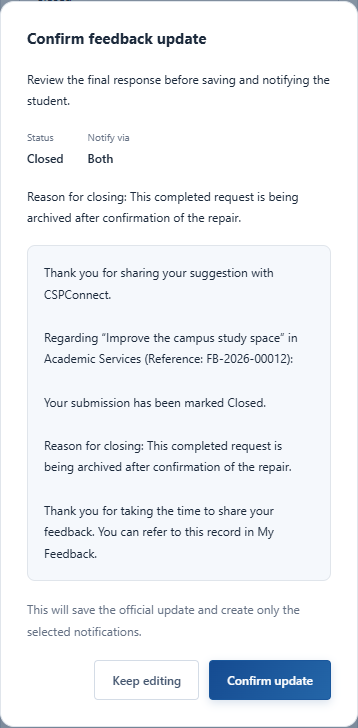 Confirm feedback update
Review the final response before saving and notifying the
student.
Status Notify via
Closed Both
Reason for closing: This completed request is being
archived after confirmation of the repair.
Thank you for sharing your suggestion with
CSPConnect.
Regarding “Improve the campus study space” in
Academic Services (Reference: FB-2026-00012):
Your submission has been marked Closed.
Reason for closing: This completed request is
being archived after confirmation of the repair.
Thank you for taking the time to share your
feedback. You can refer to this record in My
Feedback.
This will save the official update and create only the
selected notifications.
Keep editing Confirm update